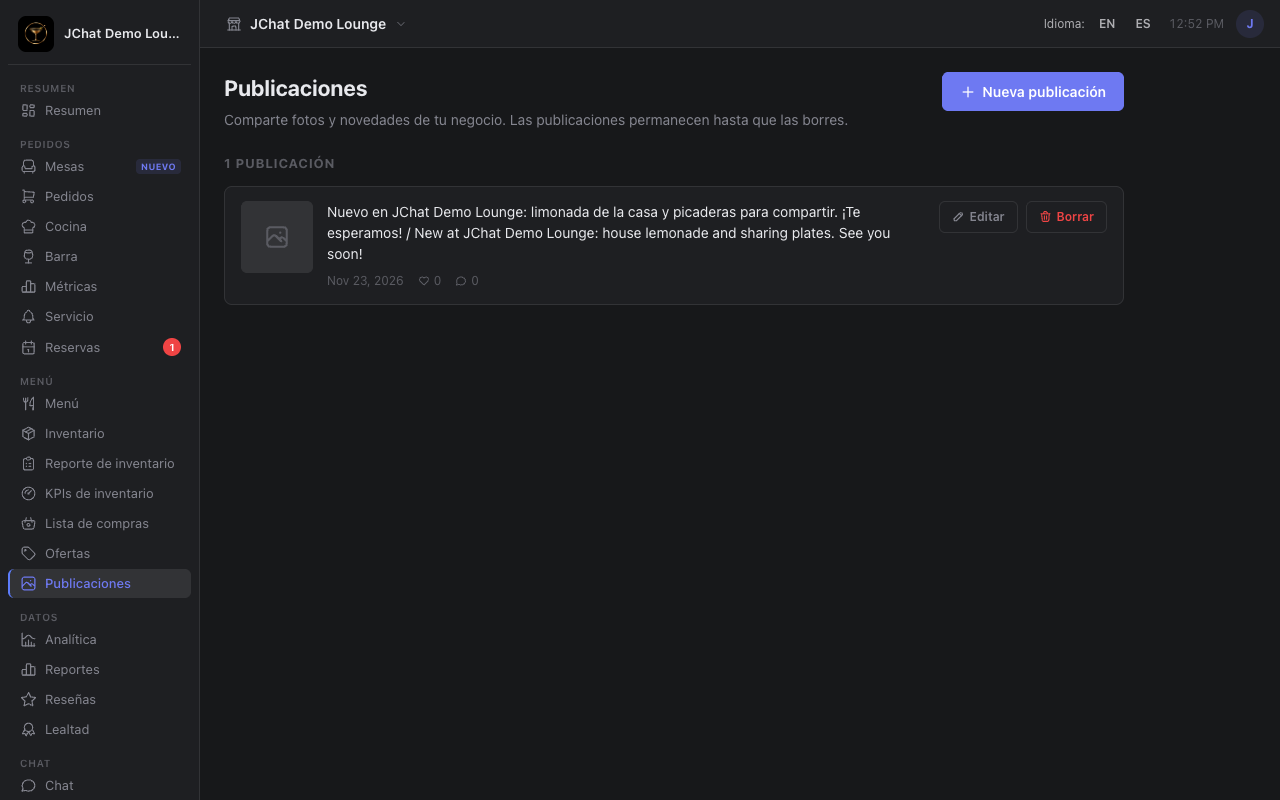 JChat Demo Lou...
RESUMEN
Resumen
PEDIDOS
Mesas NUEVO
Pedidos
Cocina
Barra
Métricas
Servicio
Reservas 1
MENÚ
Menú
Inventario
Reporte de inventario
KPIs de inventario
Lista de compras
Ofertas
Publicaciones
DATOS
Analítica
Reportes
Reseñas
Lealtad
CHAT
Chat
JChat Demo Lounge
Idioma: EN ES 12:52 PM J
Publicaciones
Nueva publicación
Comparte fotos y novedades de tu negocio. Las publicaciones permanecen hasta que las borres.
1 PUBLICACIÓN
Nuevo en JChat Demo Lounge: limonada de la casa y picaderas para compartir. ¡Te
esperamos! / New at JChat Demo Lounge: house lemonade and sharing plates. See you
soon!
Nov 23, 2026 0 0
Editar Borrar